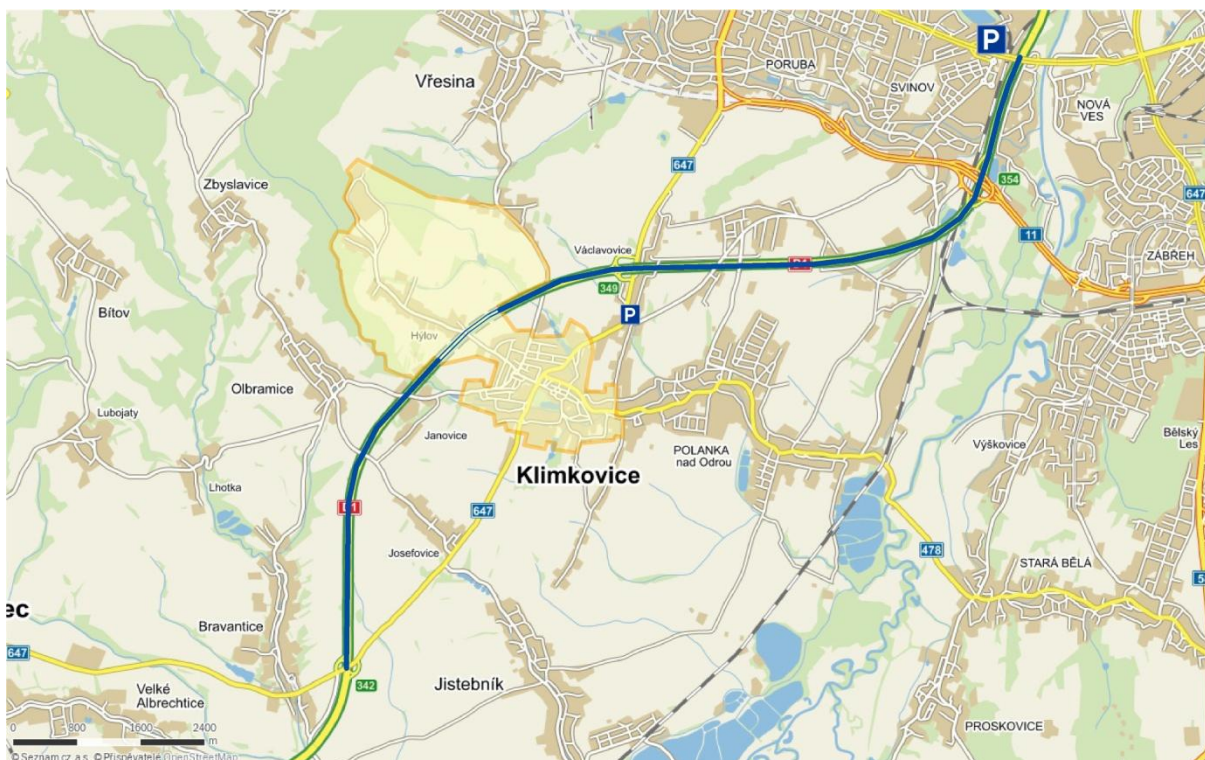 P
PORUBA
SVINOV
Vřesina
NOVÁ
VES
647
Zbyslavice
354
647
11
Václavovice
ZÁBŘEH
D1
349
P
Bítov
Hýlov
Olbramice
Lubojaty
Janovice
POLANKA
nad Odrou
Výškovice
Bělský
Les
Klimkovice
Lhotka
D1
647
478
Josefovice
STARÁ BĚLÁ
5
ec
Bravantice
647
342
Velké
Albrechtice
Jistebník
PROSKOVICE
0 800 1600 2400
m
© Seznam.cz, a.s. © Přispěvatelé OpenStreetMap